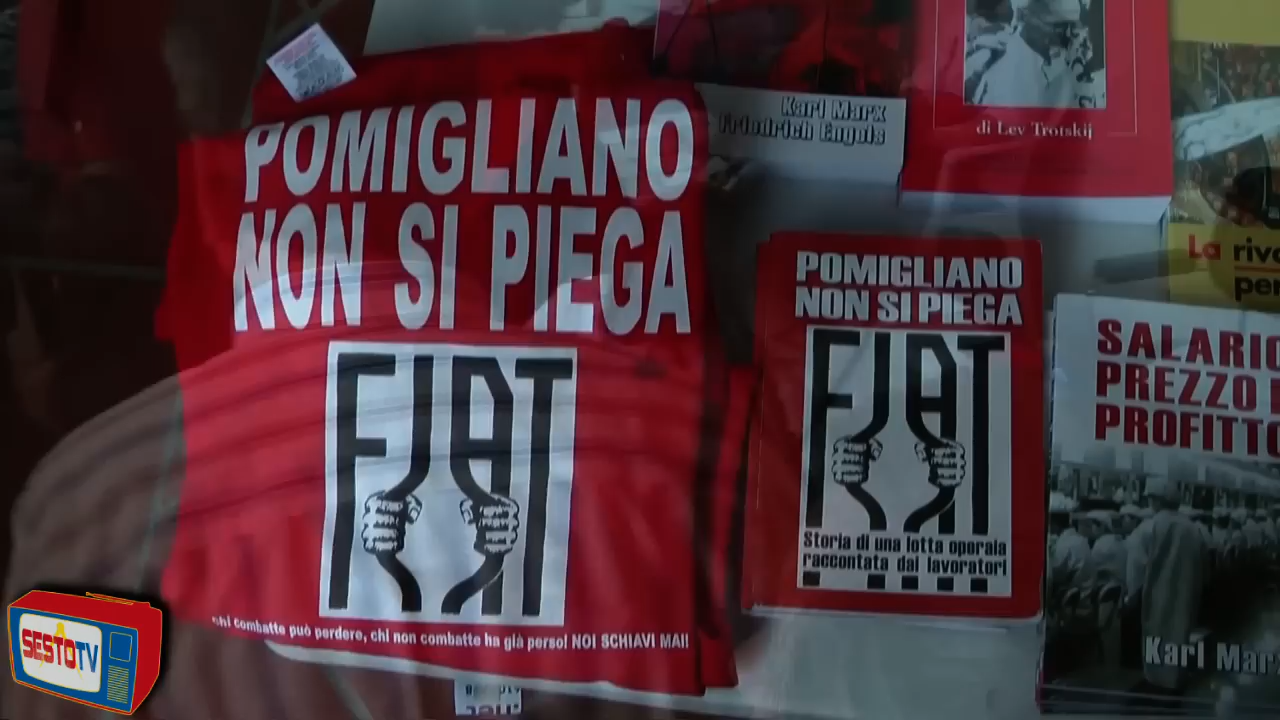 POMIGLIANO
NON SI PIEGA
FIAT
chi combatte può perdere, chi non combatte ha già perso! NOI SCHIAVI MAI!
Karl Marx
Friedrich Engels
di Lev Trotskij
POMIGLIANO
NON SI PIEGA
FIAT
Storia di una lotta operaia
raccontata dai lavoratori
La
per
SALARIO
PREZZO
PROFITTO
Karl Marx
SESTOTV